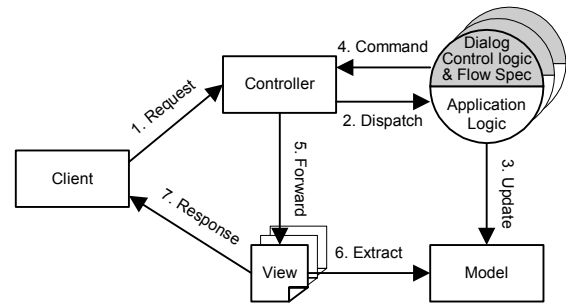 4. Command
Dialog
Control logic
& Flow Spec
Controller
1. Request
2. Dispatch
Application
Logic
Client
5. Forward
3. Update
7. Response
6. Extract
View
Model